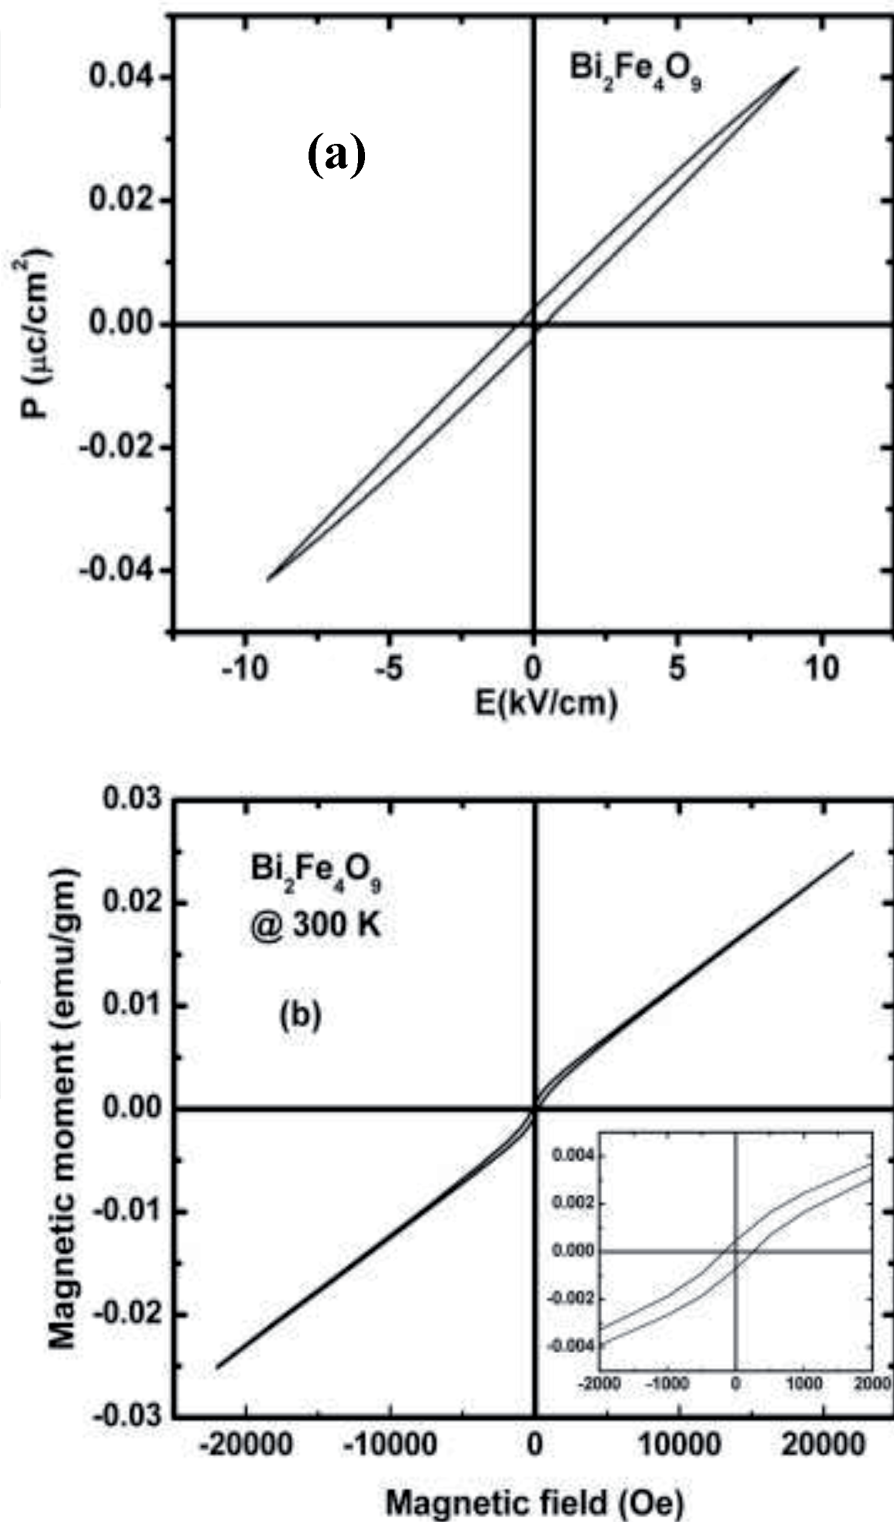 Bi₂Fe₄O₉
(a)
0.04
0.02
0.00
-0.02
-0.04
P (μc/cm²)
-10 -5 0 5 10
E(kV/cm)
Bi₂Fe₄O₉
@ 300 K
(b)
0.03
0.02
0.01
0.00
-0.01
-0.02
-0.03
Magnetic moment (emu/gm)
0.004
0.002
0.000
-0.002
-0.004
-2000 -1000 0 1000 2000
-20000 -10000 0 10000 20000
Magnetic field (Oe)